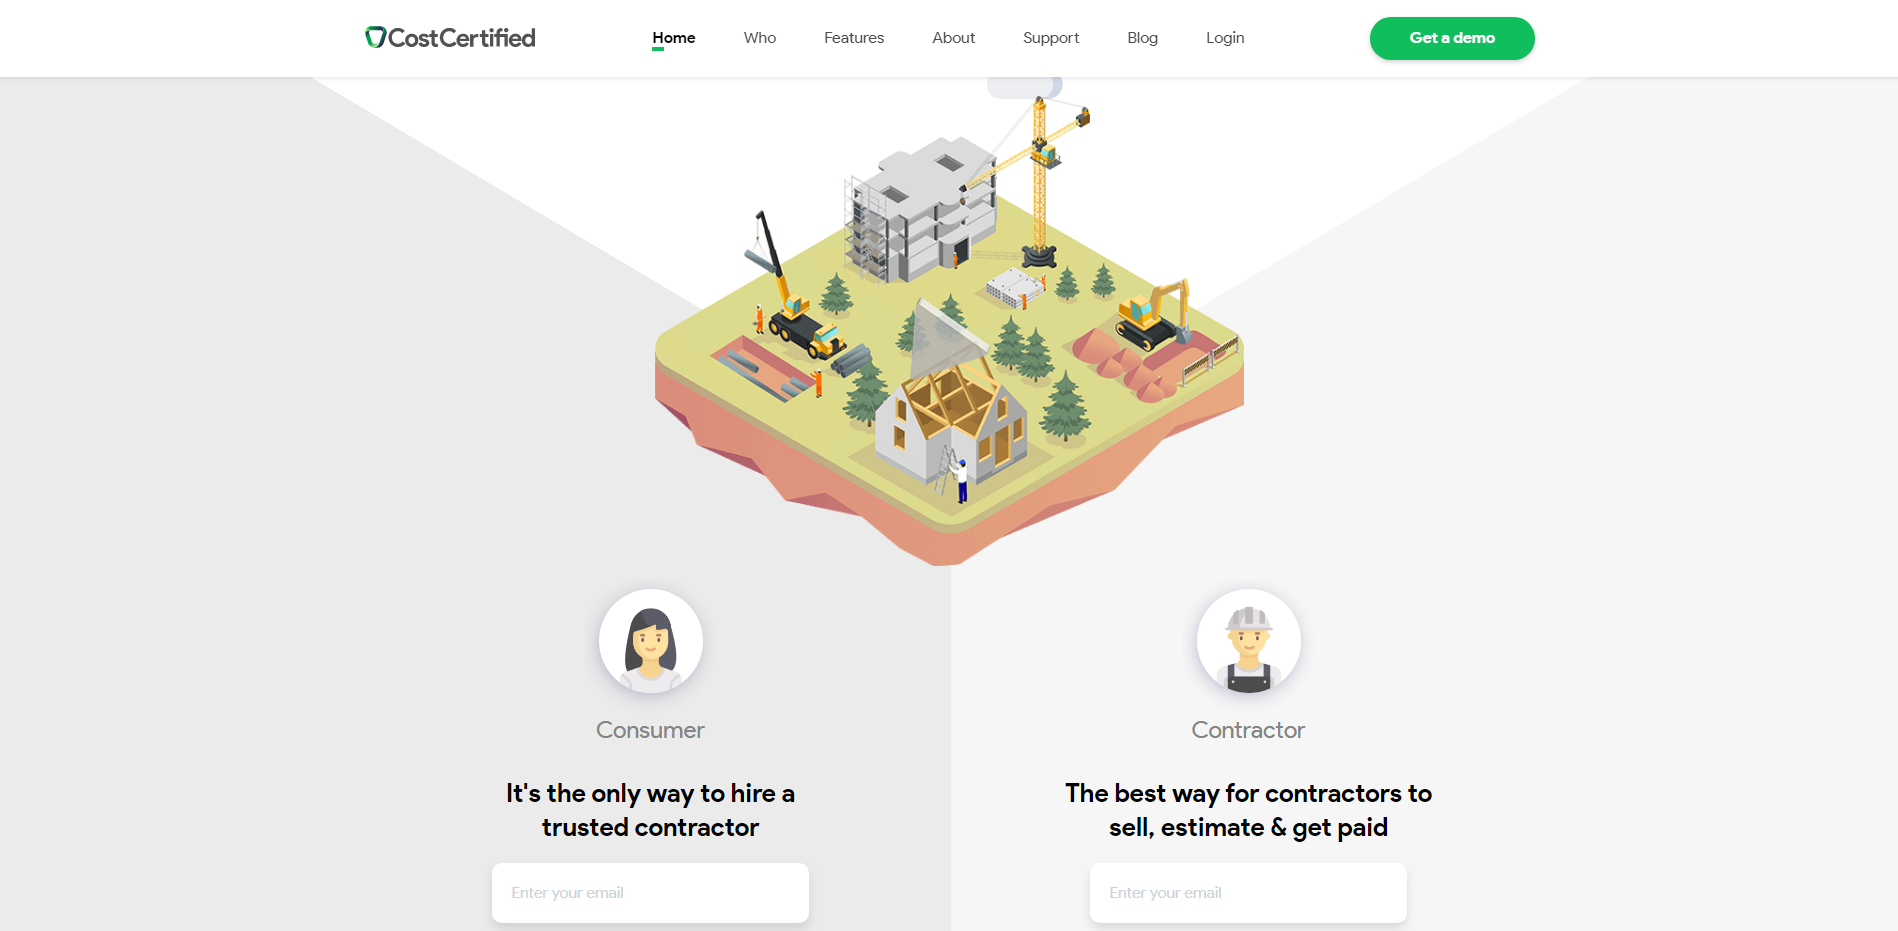 CostCertified
Home Who Features About Support Blog Login
Get a demo
Consumer
It's the only way to hire a
trusted contractor
Enter your email
Contractor
The best way for contractors to
sell, estimate & get paid
Enter your email